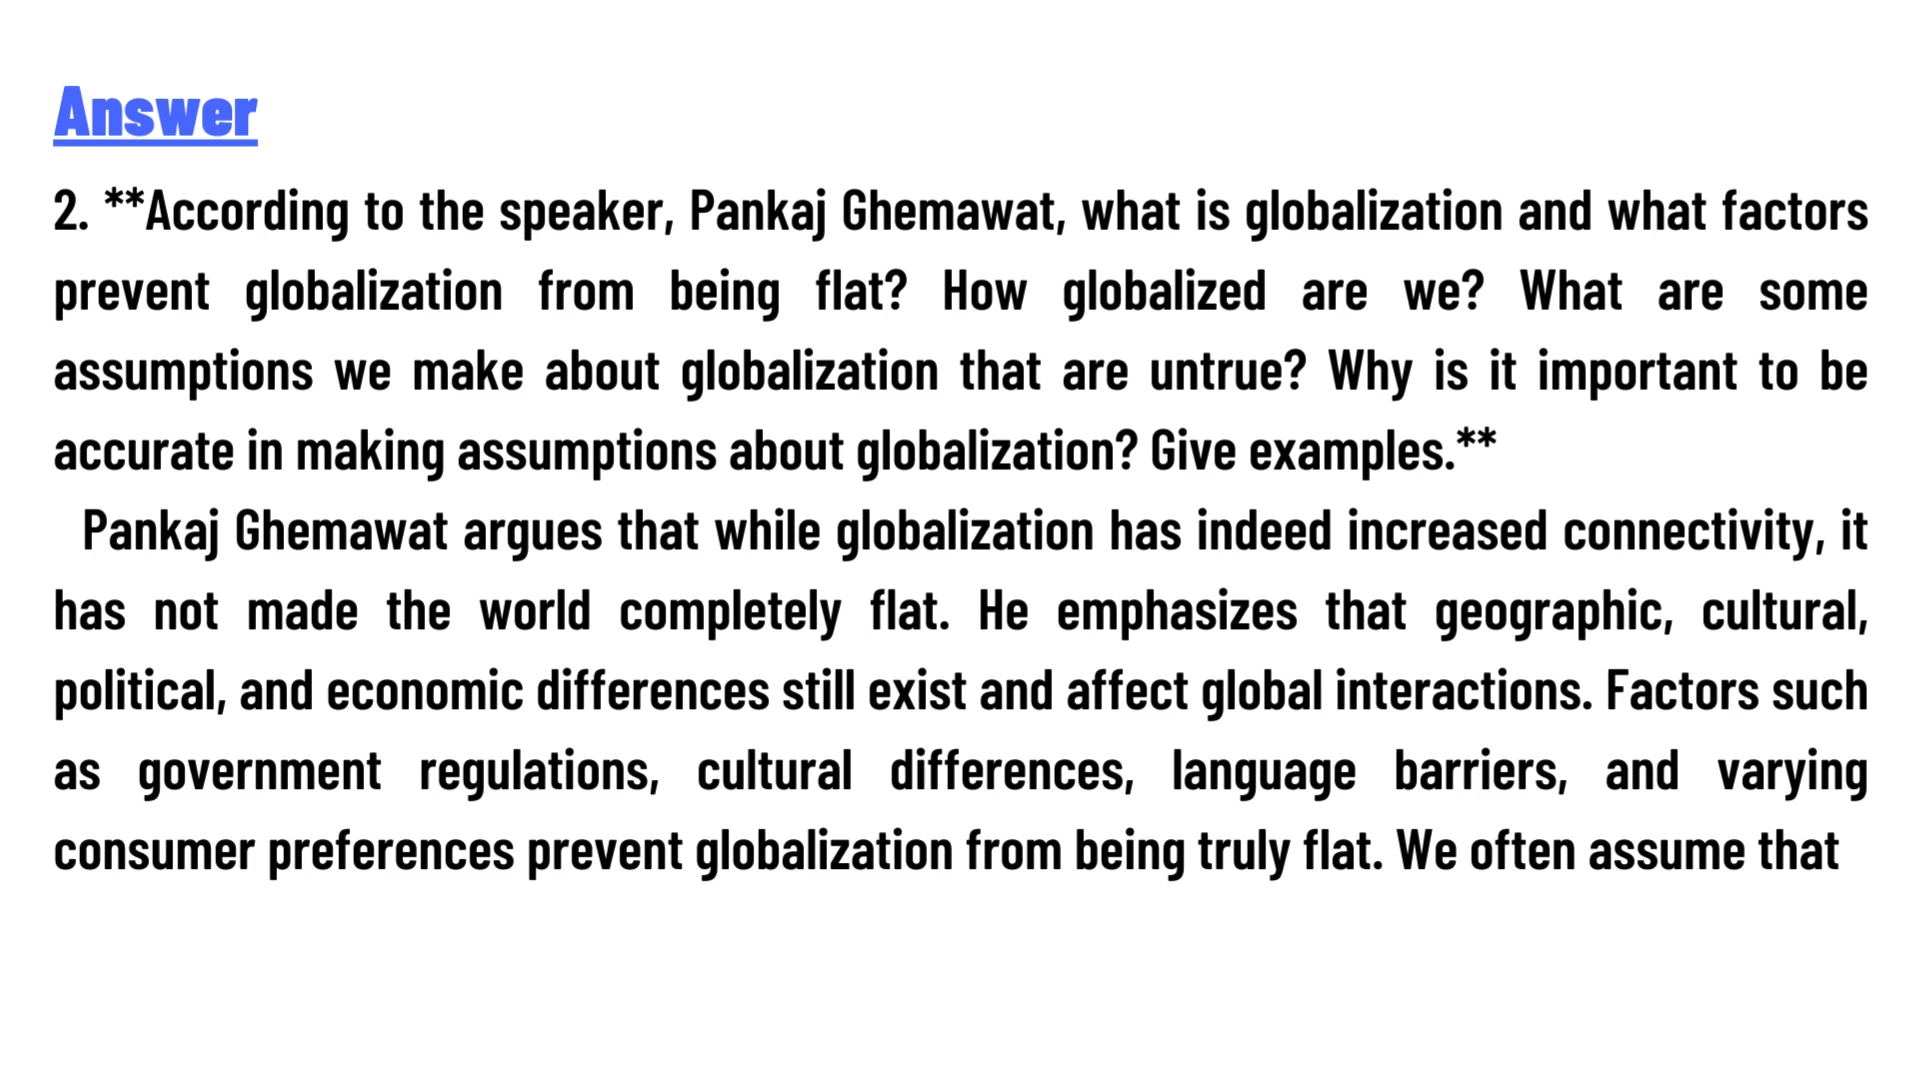 Answer
2. **According to the speaker, Pankaj Ghemawat, what is globalization and what factors
prevent globalization from being flat? How globalized are we? What are some
assumptions we make about globalization that are untrue? Why is it important to be
accurate in making assumptions about globalization? Give examples.**
Pankaj Ghemawat argues that while globalization has indeed increased connectivity, it
has not made the world completely flat. He emphasizes that geographic, cultural,
political, and economic differences still exist and affect global interactions. Factors such
as government regulations, cultural differences, language barriers, and varying
consumer preferences prevent globalization from being truly flat. We often assume that